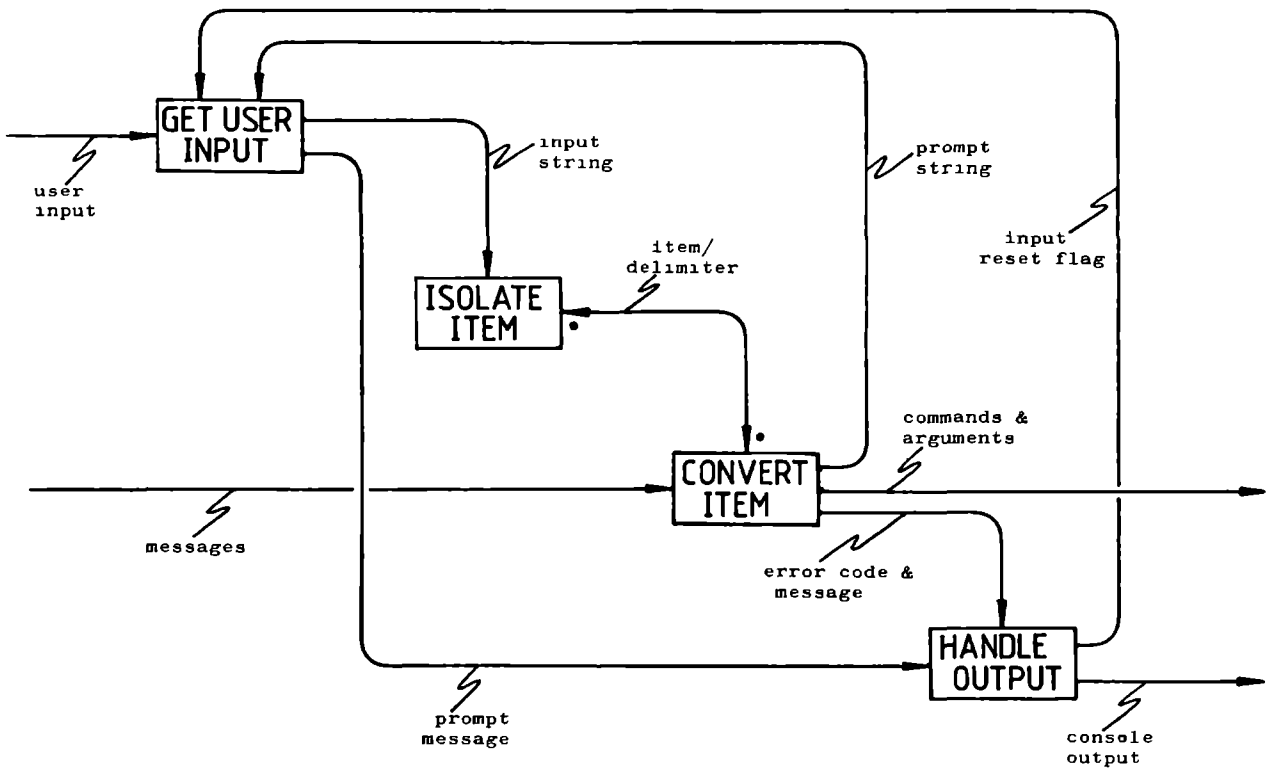 GET USER
INPUT
user
input
input
string
prompt
string
input
reset flag
item/
delimiter
ISOLATE
ITEM
commands &
arguments
CONVERT
ITEM
messages
error code &
message
HANDLE
OUTPUT
prompt
message
console
output